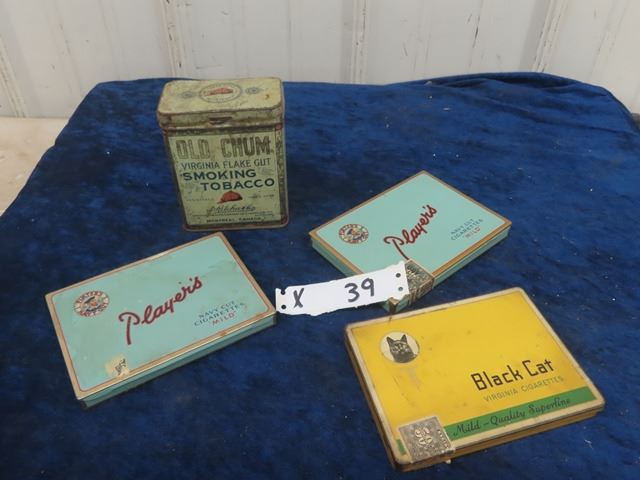 OLD CHUM
VIRGINIA FLAKE CUT
SMOKING
TOBACCO
MONTREAL, CANADA
Player's
NAVY CUT
CIGARETTES
"MILD"
Player's
NAVY CUT
CIGARETTES
"MILD"
X 39
Black Cat
VIRGINIA CIGARETTES
Mild - Quality Superfine